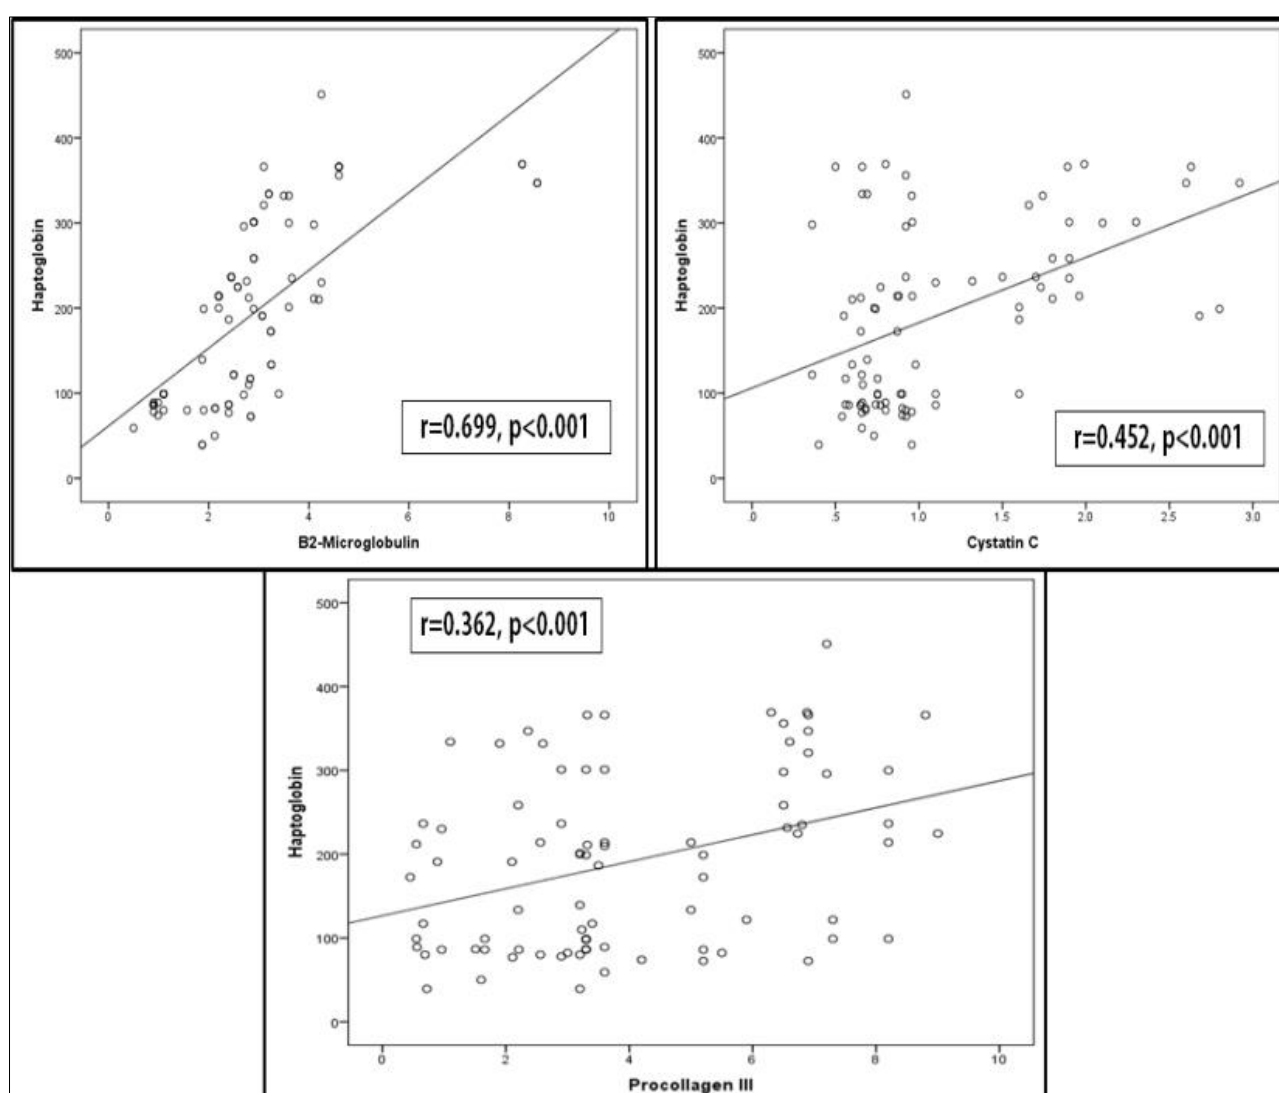 500
400
300
200
100
0
Haptoglobin
r=0.699, p<0.001
0 2 4 6 8 10
B2-Microglobulin
500
400
300
200
100
0
Haptoglobin
r=0.452, p<0.001
.0 .5 1.0 1.5 2.0 2.5 3.0
Cystatin C
500
400
300
200
100
0
Haptoglobin
r=0.362, p<0.001
0 2 4 6 8 10
Procollagen III